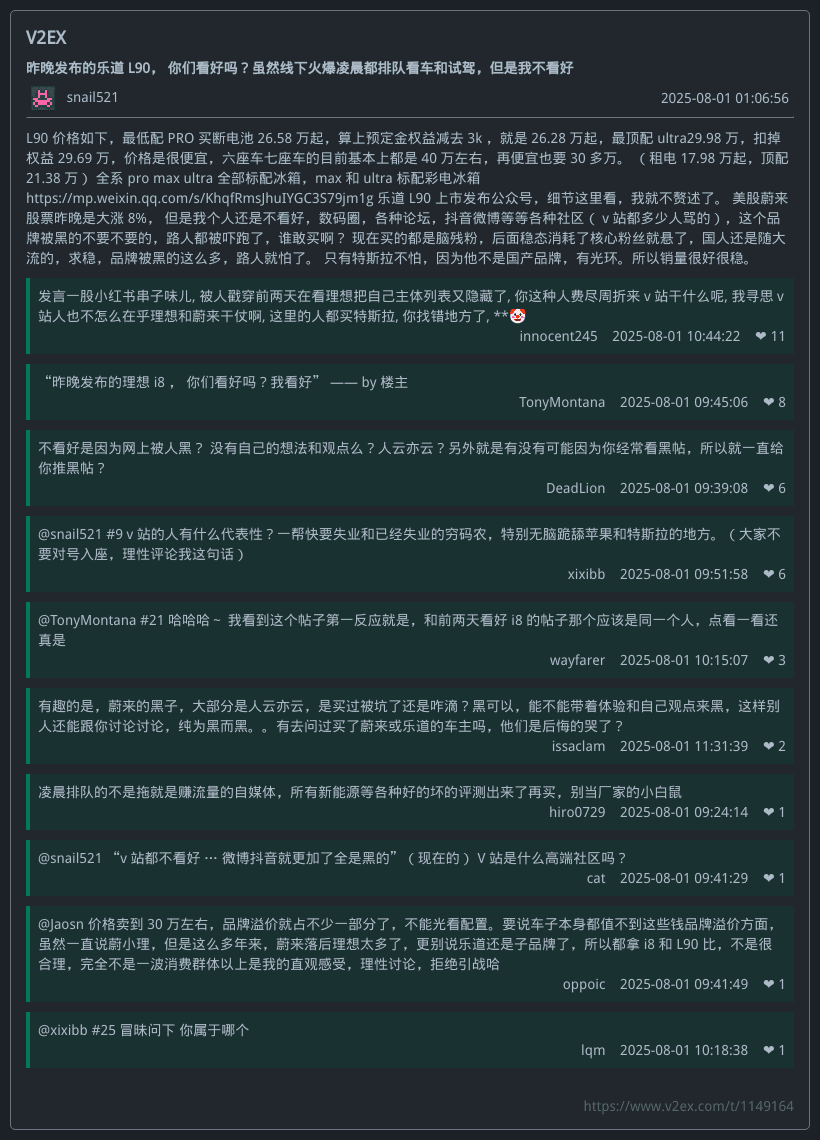 V2EX
昨晚发布的乐道 L90， 你们看好吗？虽然线下火爆凌晨都排队看车和试驾，但是我不看好
snail521
2025-08-01 01:06:56
L90 价格如下，最低配 PRO 买断电池 26.58 万起，算上预定金权益减去 3k ，就是 26.28 万起，最顶配 ultra29.98 万，扣掉
权益 29.69 万，价格是很便宜，六座车七座车的目前基本上都是 40 万左右，再便宜也要 30 多万。 （ 租电 17.98 万起，顶配
21.38 万 ） 全系 pro max ultra 全部标配冰箱，max 和 ultra 标配彩电冰箱
https://mp.weixin.qq.com/s/KhqfRmsJhuIYGC3S79jm1g 乐道 L90 上市发布公众号，细节这里看，我就不赘述了。 美股蔚来
股票昨晚是大涨 8%， 但是我个人还是不看好，数码圈，各种论坛，抖音微博等等各种社区（ v 站都多少人骂的 ），这个品
牌被黑的不要不要的，路人都被吓跑了，谁敢买啊？ 现在买的都是脑残粉，后面稳态消耗了核心粉丝就悬了，国人还是随大
流的，求稳，品牌被黑的这么多，路人就怕了。 只有特斯拉不怕，因为他不是国产品牌，有光环。所以销量很好很稳。
发言一股小红书串子味儿, 被人戳穿前两天在看理想把自己主体列表又隐藏了, 你这种人费尽周折来 v 站干什么呢, 我寻思 v
站人也不怎么在乎理想和蔚来干仗啊, 这里的人都买特斯拉, 你找错地方了, **🤡
innocent245 2025-08-01 10:44:22 ❤ 11
“昨晚发布的理想 i8 ， 你们看好吗？我看好” —— by 楼主
TonyMontana 2025-08-01 09:45:06 ❤ 8
不看好是因为网上被人黑？ 没有自己的想法和观点么？人云亦云？另外就是有没有可能因为你经常看黑帖，所以就一直给
你推黑帖？
DeadLion 2025-08-01 09:39:08 ❤ 6
@snail521 #9 v 站的人有什么代表性？一帮快要失业和已经失业的穷码农，特别无脑跪舔苹果和特斯拉的地方。（ 大家不
要对号入座，理性评论我这句话 ）
xixibb 2025-08-01 09:51:58 ❤ 6
@TonyMontana #21 哈哈哈 ~ 我看到这个帖子第一反应就是，和前两天看好 i8 的帖子那个应该是同一个人，点看一看还
真是
wayfarer 2025-08-01 10:15:07 ❤ 3
有趣的是，蔚来的黑子，大部分是人云亦云，是买过被坑了还是咋滴？黑可以，能不能带着体验和自己观点来黑，这样别
人还能跟你讨论讨论，纯为黑而黑。。有去问过买了蔚来或乐道的车主吗，他们是后悔的哭了？
issaclam 2025-08-01 11:31:39 ❤ 2
凌晨排队的不是拖就是赚流量的自媒体，所有新能源等各种好的坏的评测出来了再买，别当厂家的小白鼠
hiro0729 2025-08-01 09:24:14 ❤ 1
@snail521 “v 站都不看好 … 微博抖音就更加了全是黑的”（ 现在的 ） V 站是什么高端社区吗？
cat 2025-08-01 09:41:29 ❤ 1
@Jaosn 价格卖到 30 万左右，品牌溢价就占不少一部分了，不能光看配置。要说车子本身都值不到这些钱品牌溢价方面，
虽然一直说蔚小理，但是这么多年来，蔚来落后理想太多了，更别说乐道还是子品牌了，所以都拿 i8 和 L90 比，不是很
合理，完全不是一波消费群体以上是我的直观感受，理性讨论，拒绝引战哈
oppoic 2025-08-01 09:41:49 ❤ 1
@xixibb #25 冒昧问下 你属于哪个
lqm 2025-08-01 10:18:38 ❤ 1
https://www.v2ex.com/t/1149164